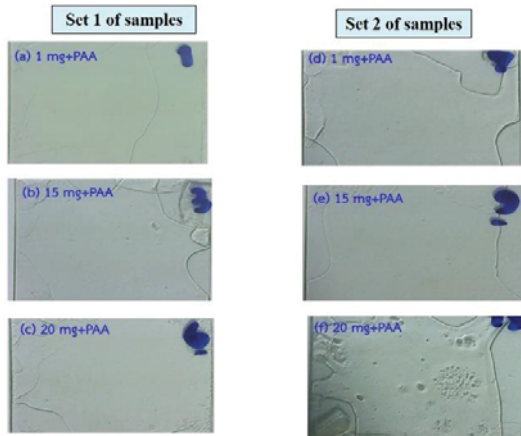 Set 1 of samples
Set 2 of samples
(a) 1 mg+PAA
(d) 1 mg+PAA
(b) 15 mg+PAA
(e) 15 mg+PAA
(c) 20 mg+PAA
(f) 20 mg+PAA